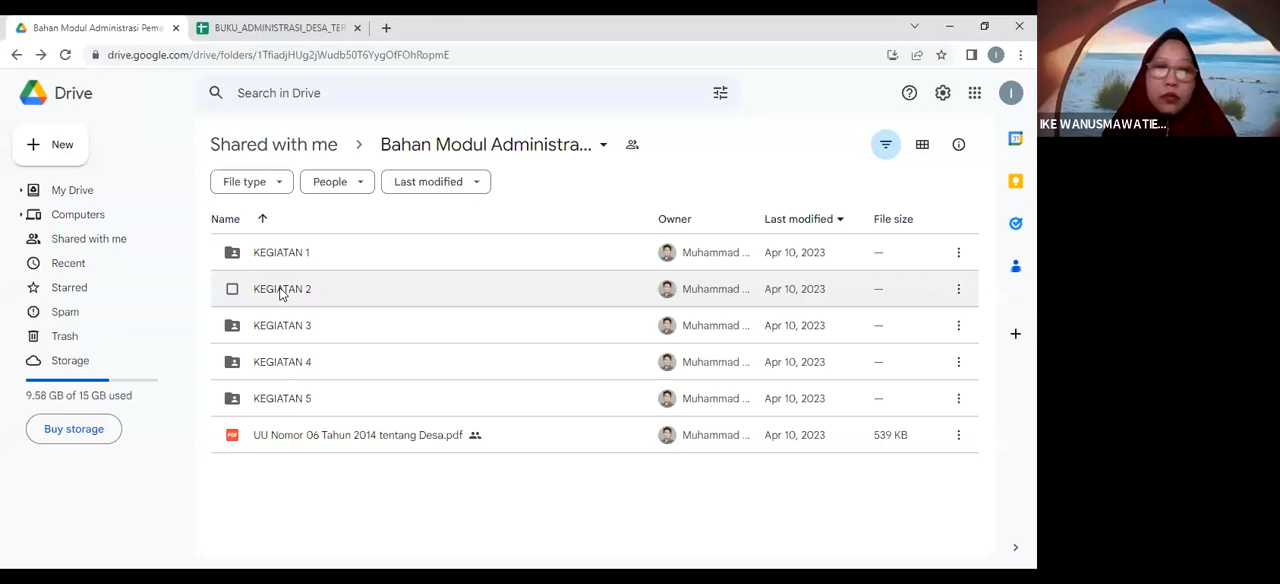 Bahan Modul Administrasi Peme
BUKU_ADMINISTRASI_DESA_TER
drive.google.com/drive/folders/1TfiadjHUg2jWudb50T6YygOfFOhRopmE
Drive
Search in Drive
New
Shared with me > Bahan Modul Administra...
File type People Last modified
My Drive
Computers
Shared with me
Recent
Starred
Spam
Trash
Storage
9.58 GB of 15 GB used
Buy storage
Name Owner Last modified File size
KEGIATAN 1 Muhammad ... Apr 10, 2023 —
KEGIATAN 2 Muhammad ... Apr 10, 2023 —
KEGIATAN 3 Muhammad ... Apr 10, 2023 —
KEGIATAN 4 Muhammad ... Apr 10, 2023 —
KEGIATAN 5 Muhammad ... Apr 10, 2023 —
PDF UU Nomor 06 Tahun 2014 tentang Desa.pdf Muhammad ... Apr 10, 2023 539 KB
I
I
31
IKE WANUSMAWATIE...